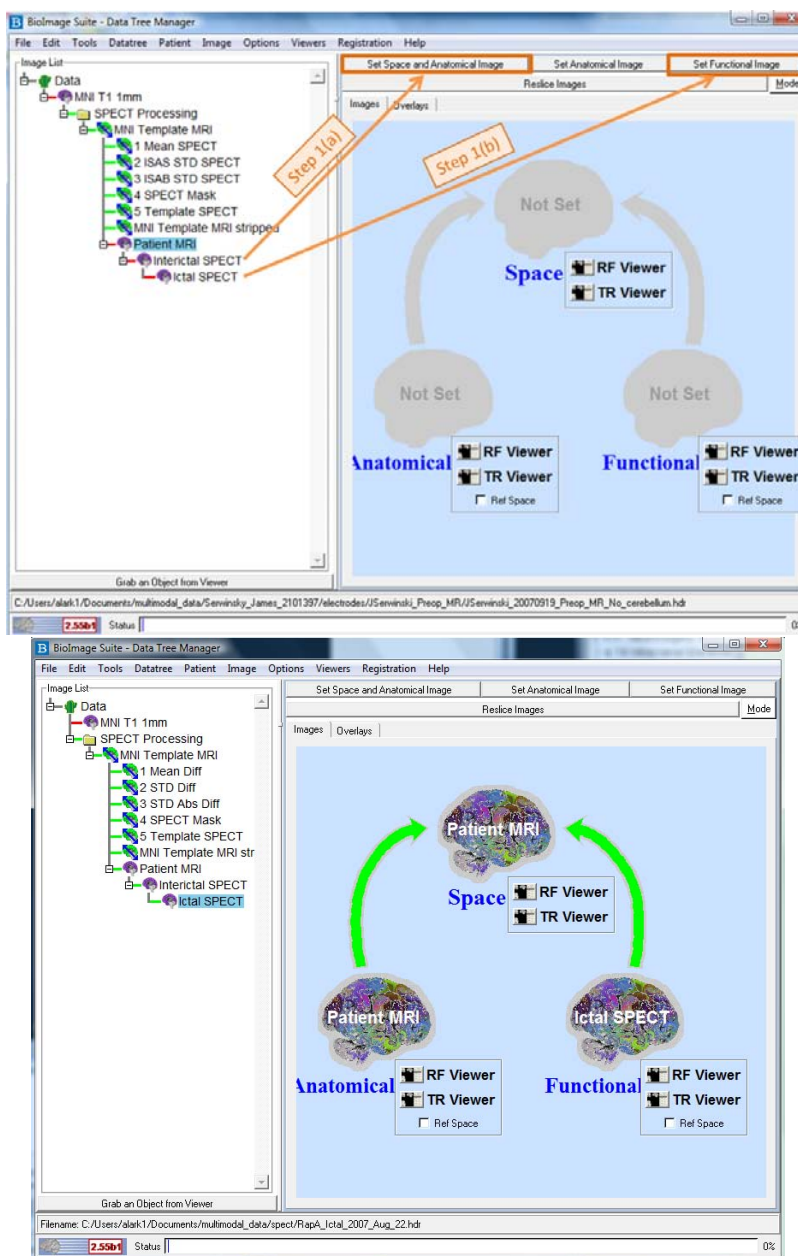 BioImage Suite - Data Tree Manager
File Edit Tools Datatree Patient Image Options Viewers Registration Help
Image List
Data
MNI T1 1mm
SPECT Processing
MNI Template MRI
1 Mean SPECT
2 ISAS STD SPECT
3 ISAB STD SPECT
4 SPECT Mask
5 Template SPECT
MNI Template MRI stripped
Patient MRI
Interictal SPECT
Ictal SPECT
Grab an Object from Viewer
Set Space and Anatomical Image Set Anatomical Image Set Functional Image
Reslice Images Mode
Images Overlays
Step 1(a)
Step 1(b)
Not Set
Space
RF Viewer
TR Viewer
Not Set
Anatomical
RF Viewer
TR Viewer
Ref Space
Not Set
Functional
RF Viewer
TR Viewer
Ref Space
C:/Users/alark1/Documents/multimodal_data/Serwinsky_James_2101397/electrodes/JSerwinski_Preop_MR/JSerwinski_20070919_Preop_MR_No_cerebellum.hdr
2.55b1 Status
BioImage Suite - Data Tree Manager
File Edit Tools Datatree Patient Image Options Viewers Registration Help
Image List
Data
MNI T1 1mm
SPECT Processing
MNI Template MRI
1 Mean Diff
2 STD Diff
3 STD Abs Diff
4 SPECT Mask
5 Template SPECT
MNI Template MRI str
Patient MRI
Interictal SPECT
Ictal SPECT
Grab an Object from Viewer
Set Space and Anatomical Image Set Anatomical Image Set Functional Image
Reslice Images Mode
Images Overlays
Patient MRI
Space
RF Viewer
TR Viewer
Patient MRI
Anatomical
RF Viewer
TR Viewer
Ref Space
Ictal SPECT
Functional
RF Viewer
TR Viewer
Ref Space
Filename: C:/Users/alark1/Documents/multimodal_data/spect/RapA_Ictal_2007_Aug_22.hdr
2.55b1 Status 0%